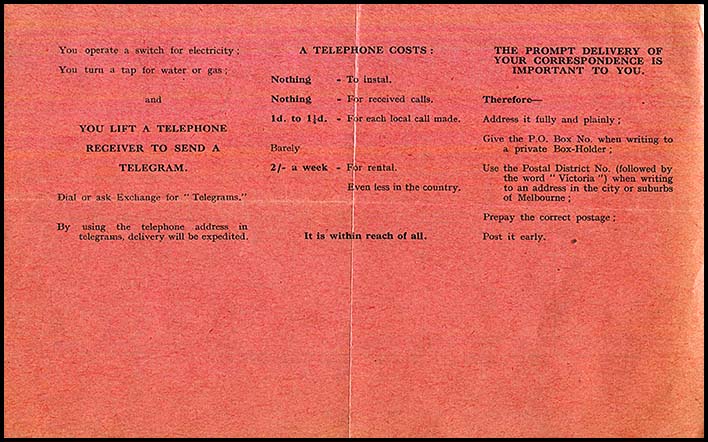 You operate a switch for electricity ;
You turn a tap for water or gas ;
and
YOU LIFT A TELEPHONE
RECEIVER TO SEND A
TELEGRAM.
Dial or ask Exchange for " Telegrams."
By using the telephone address in
telegrams, delivery will be expedited.
A TELEPHONE COSTS :
Nothing - To instal.
Nothing - For received calls.
1d. to 1¼d. - For each local call made.
Barely
2/- a week - For rental.
Even less in the country.
It is within reach of all.
THE PROMPT DELIVERY OF
YOUR CORRESPONDENCE IS
IMPORTANT TO YOU.
Therefore—
Address it fully and plainly ;
Give the P.O. Box No. when writing to
a private Box-Holder ;
Use the Postal District No. (followed by
the word " Victoria ") when writing
to an address in the city or suburbs
of Melbourne ;
Prepay the correct postage ;
Post it early.